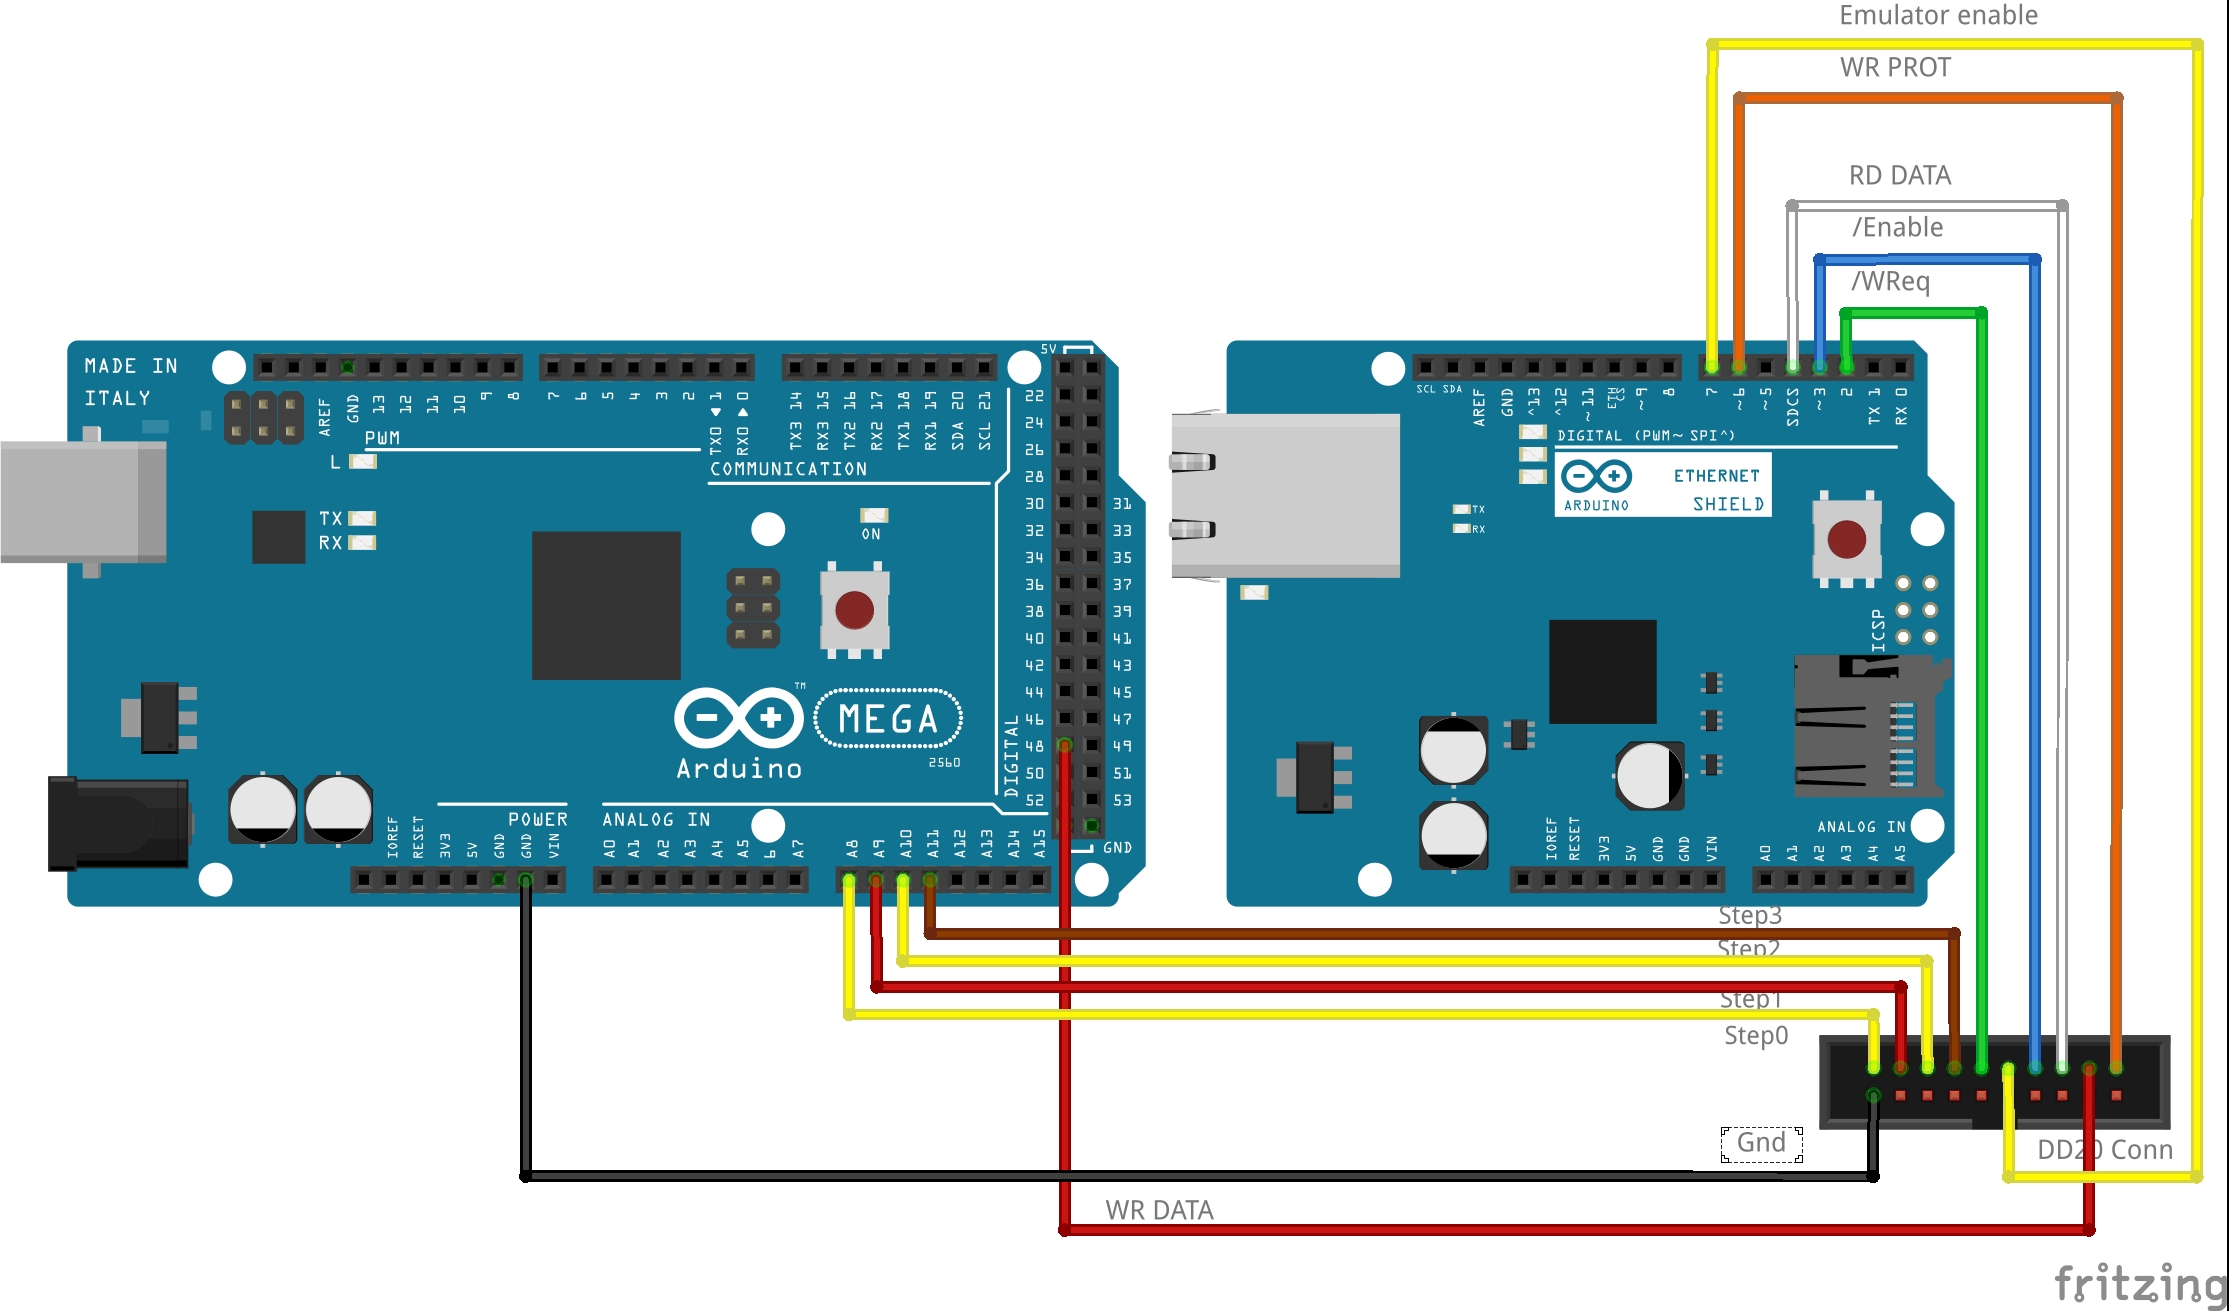 Emulator enable
WR PROT
RD DATA
/Enable
/WReq
MADE IN
ITALY
AREF
GND
13
12
11
10
9
8
7
6
5
4
3
2
TX0 1
RX0 0
TX3 14
RX3 15
TX2 16
RX2 17
TX1 18
RX1 19
SDA 20
SCL 21
PWM
COMMUNICATION
L
TX
RX
ON
5V
22
24
26
28
30 31
32 33
34 35
36 37
38 39
40 41
42 43
44 45
46 47
48 49
50 51
52 53
GND
DIGITAL
MEGA
TM
Arduino
2560
POWER
ANALOG IN
IOREF
RESET
3V3
5V
GND
GND
VIN
A0
A1
A2
A3
A4
A5
6
A7
A8
A9
A10
A11
A12
A13
A14
A15
SCL SDA
AREF
GND
^13
^12
~11
ETH
CS
~9
8
7
~6
~5
SDCS
~3
2
TX 1
RX 0
DIGITAL (PWM~ SPI^)
ARDUINO
ETHERNET
SHIELD
TX
RX
ICSP
ANALOG IN
IOREF
RESET
3V3
5V
GND
GND
VIN
A0
A1
A2
A3
A4
A5
Step3
Step2
Step1
Step0
Gnd
DD20 Conn
WR DATA
fritzing